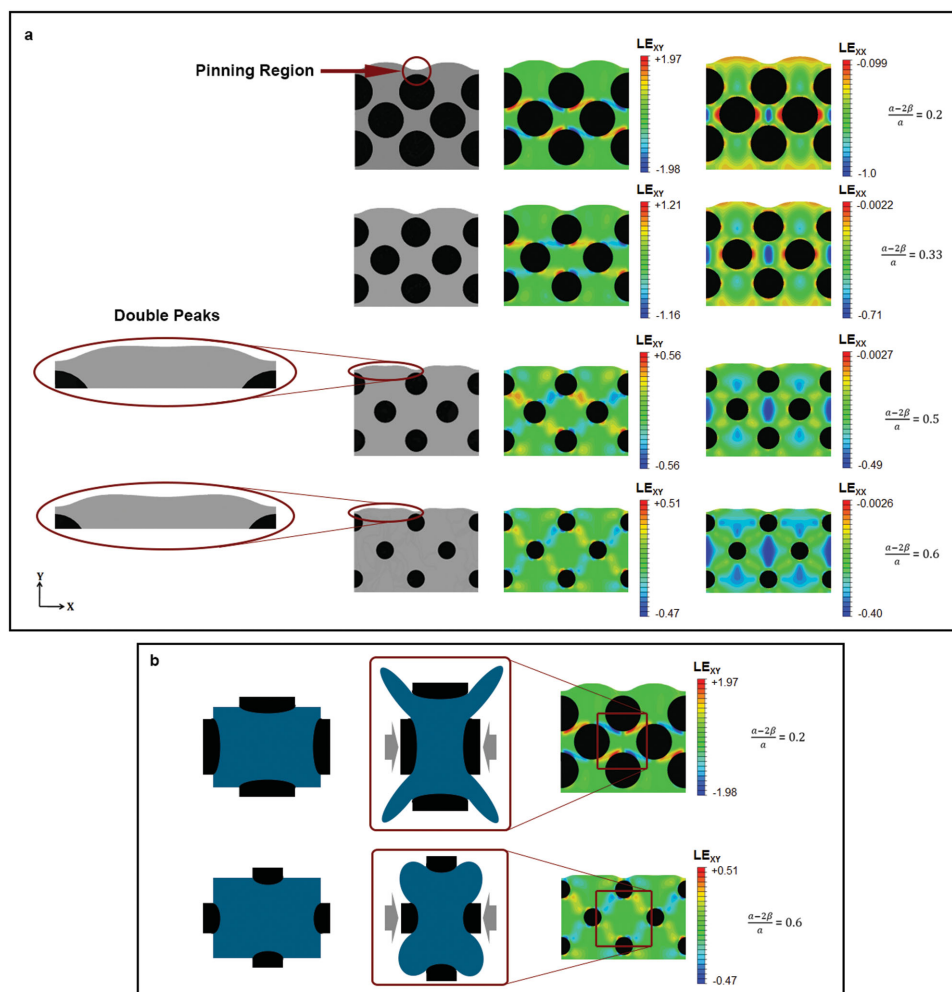 a
Pinning Region
LE_XY
+1.97
-1.98
LE_XX
-0.099
-1.0
α−2β/α = 0.2
LE_XY
+1.21
-1.16
LE_XX
-0.0022
-0.71
α−2β/α = 0.33
Double Peaks
LE_XY
+0.56
-0.56
LE_XX
-0.0027
-0.49
α−2β/α = 0.5
LE_XY
+0.51
-0.47
LE_XX
-0.0026
-0.40
α−2β/α = 0.6
Y
X
b
LE_XY
+1.97
-1.98
α−2β/α = 0.2
LE_XY
+0.51
-0.47
α−2β/α = 0.6